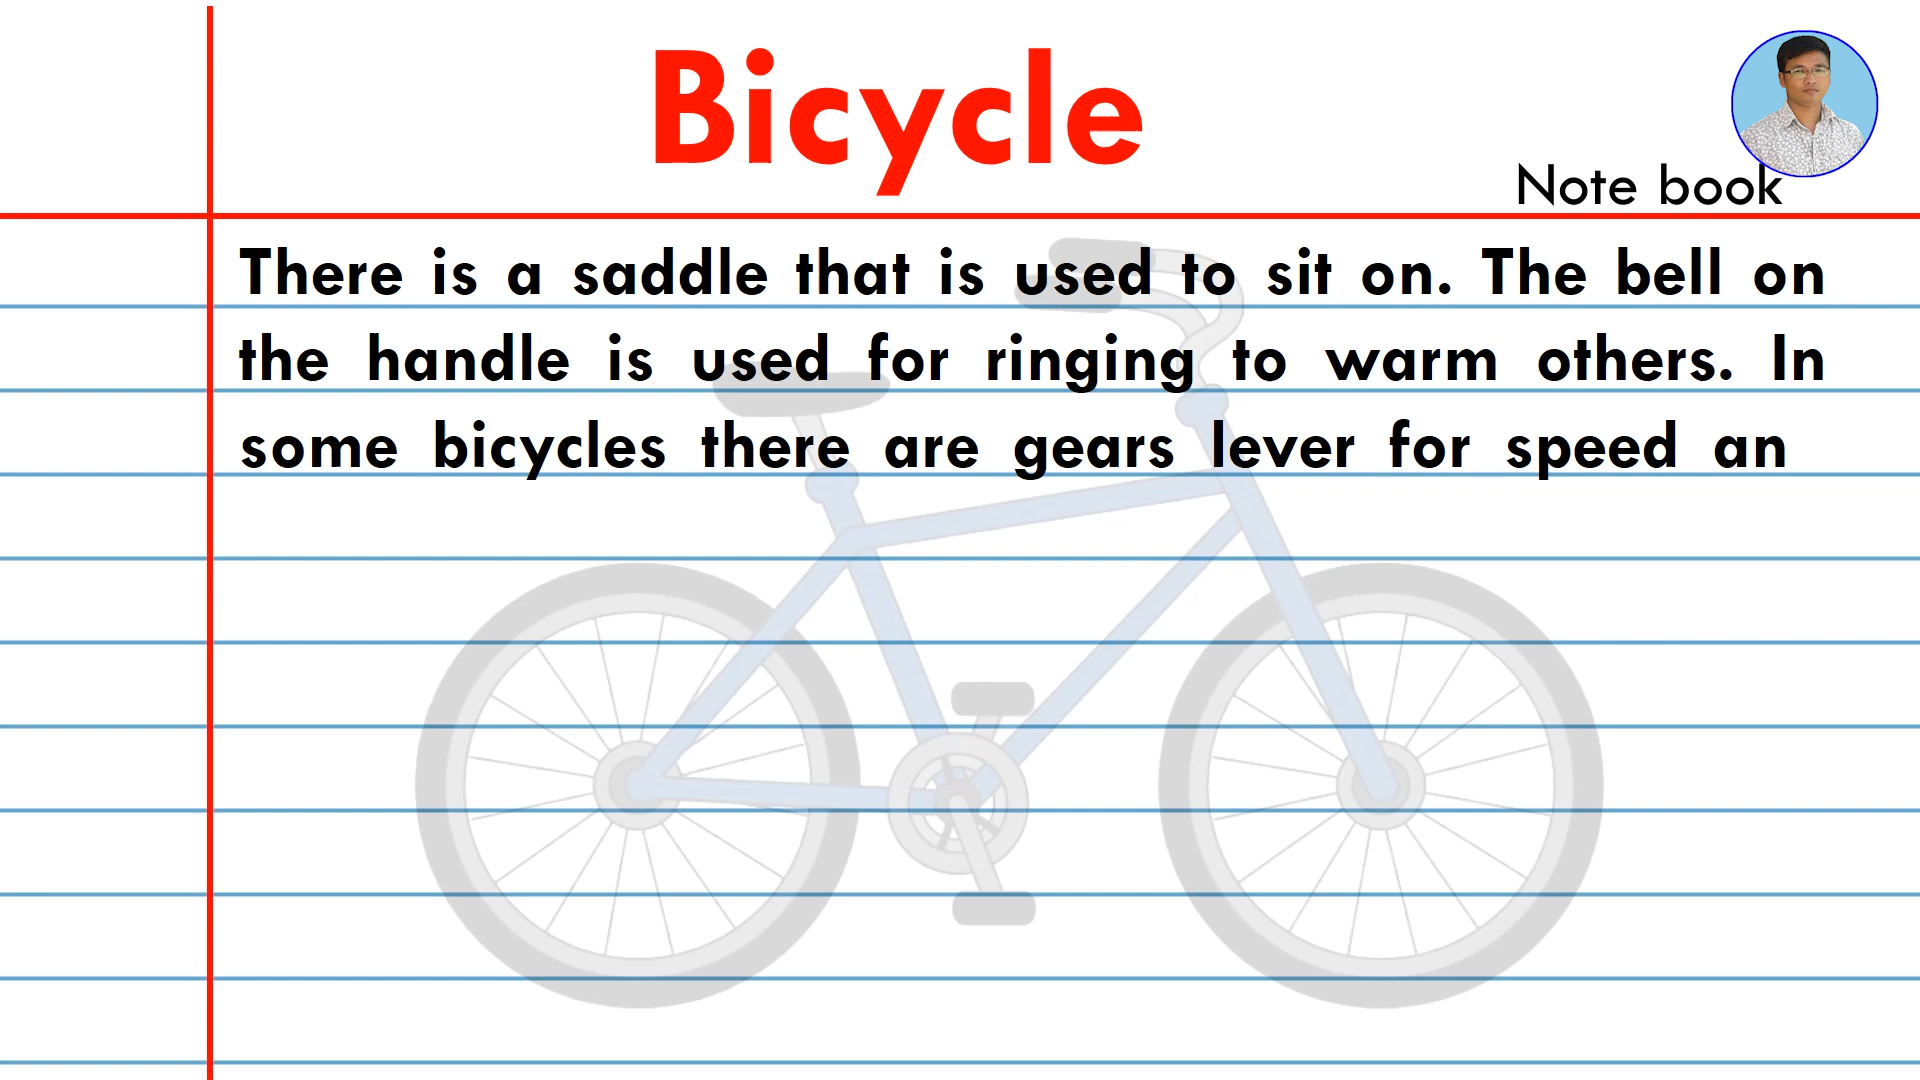 Bicycle
Note book
There is a saddle that is used to sit on. The bell on
the handle is used for ringing to warm others. In
some bicycles there are gears lever for speed an